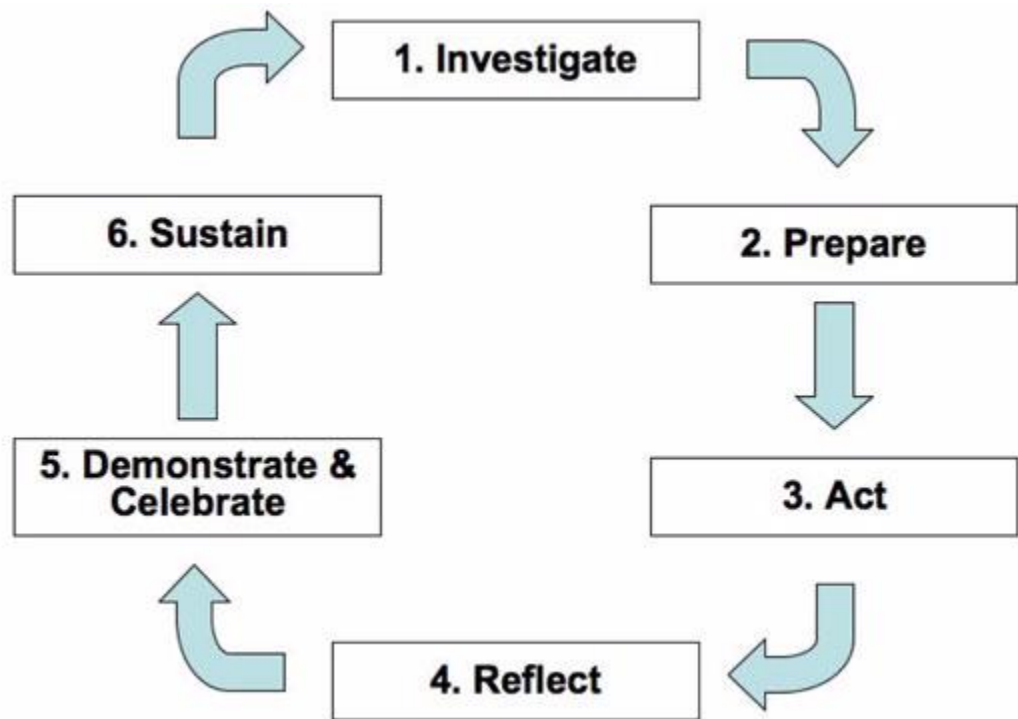 1. Investigate
2. Prepare
3. Act
4. Reflect
5. Demonstrate &
Celebrate
6. Sustain